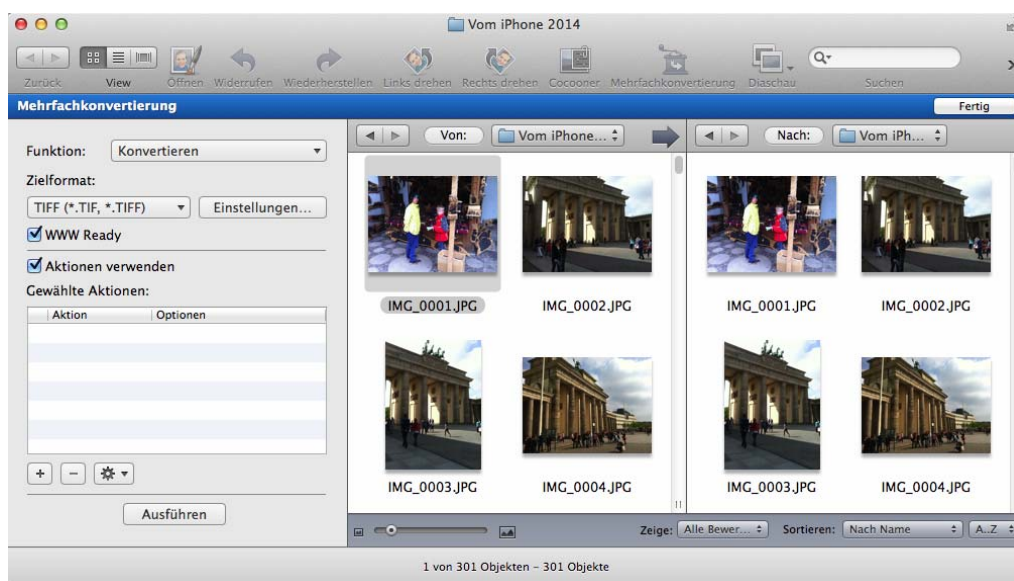 Vom iPhone 2014
Zurück View Öffnen Widerrufen Wiederherstellen Links drehen Rechts drehen Cocooner Mehrfachkonvertierung Diaschau Suchen
Mehrfachkonvertierung Fertig
Funktion: Konvertieren
Zielformat:
TIFF (*.TIF, *.TIFF) Einstellungen...
WWW Ready
Aktionen verwenden
Gewählte Aktionen:
Aktion Optionen
Ausführen
Von: Vom iPhone...
IMG_0001.JPG IMG_0002.JPG
IMG_0003.JPG IMG_0004.JPG
Nach: Vom iPh...
IMG_0001.JPG IMG_0002.JPG
IMG_0003.JPG IMG_0004.JPG
Zeige: Alle Bewer... Sortieren: Nach Name A..Z
1 von 301 Objekten – 301 Objekte